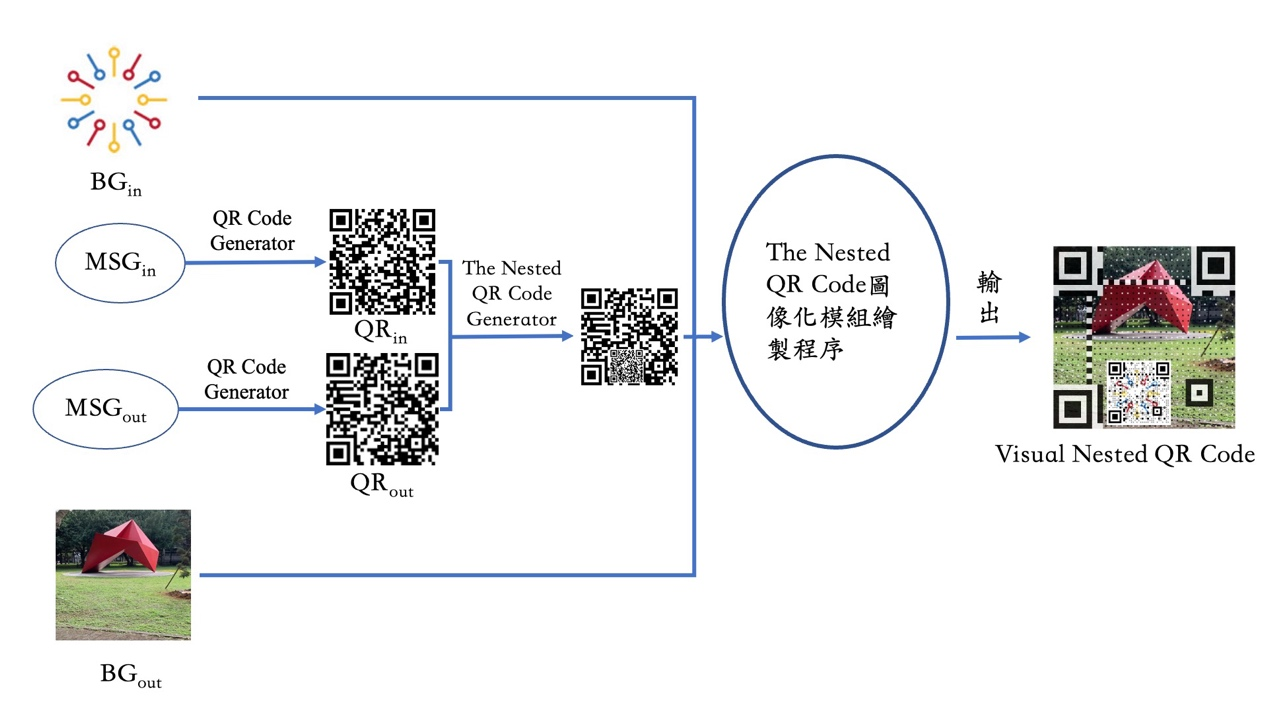 BGin
MSGin
QR Code
Generator
QRin
MSGout
QR Code
Generator
QRout
BGout
The Nested
QR Code
Generator
The Nested
QR Code圖
像化模組繪
製程序
輸
出
Visual Nested QR Code